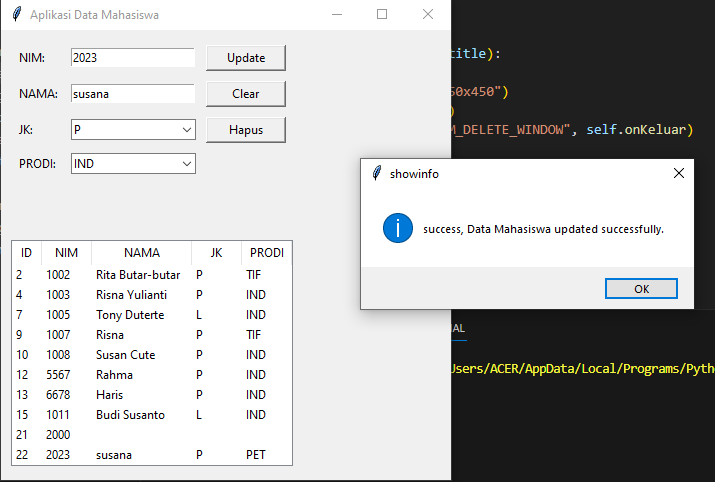 Aplikasi Data Mahasiswa
NIM: 2023 Update
NAMA: susana Clear
JK: P Hapus
PRODI: IND
title):
50x450")
)
M_DELETE_WINDOW", self.onKeluar)
showinfo
success, Data Mahasiswa updated successfully.
OK
ID NIM NAMA JK PRODI
2 1002 Rita Butar-butar P TIF
4 1003 Risna Yulianti P IND
7 1005 Tony Duterte L IND
9 1007 Risna P TIF
10 1008 Susan Cute P IND
12 5567 Rahma P IND
13 6678 Haris P IND
15 1011 Budi Susanto L IND
21 2000
22 2023 susana P PET
NAL
Users/ACER/AppData/Local/Programs/Pyth